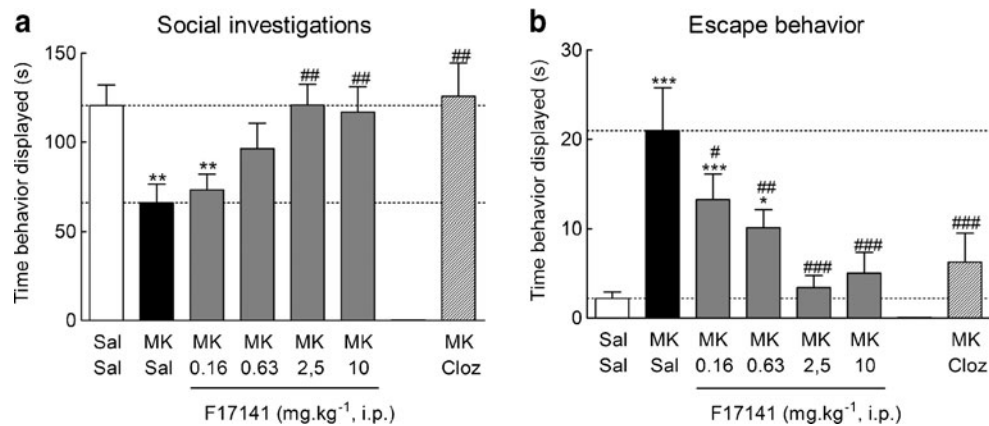 a Social investigations
Time behavior displayed (s)
150
100
50
0
** ** ## ## ##
Sal MK MK MK MK MK MK
Sal Sal 0.16 0.63 2,5 10 Cloz
F17141 (mg.kg-1, i.p.)
b Escape behavior
Time behavior displayed (s)
30
20
10
0
***
#
***
##
*
### ### ###
Sal MK MK MK MK MK MK
Sal Sal 0.16 0.63 2,5 10 Cloz
F17141 (mg.kg-1, i.p.)